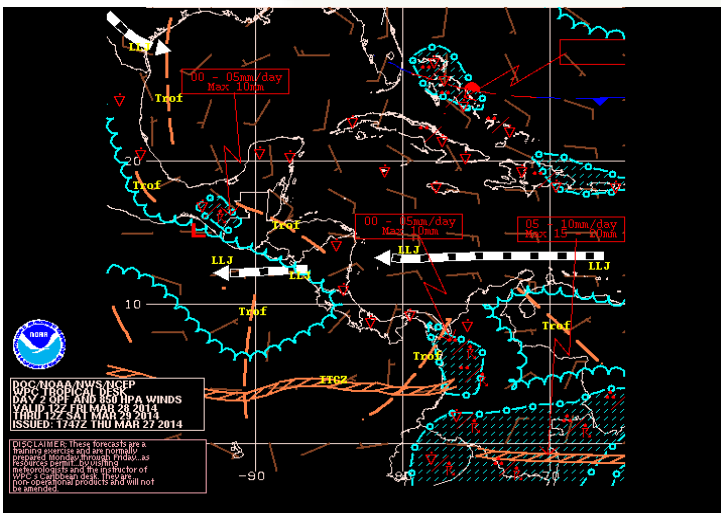 LLJ
00 - 05mm/day
Max 10mm
Trof
20
Trof
Trof
00 - 05mm/day
Max 10mm
05 - 10mm/day
Max 15 - 20mm
L
LLJ
LLJ
LLJ
LLJ
10
Trof
Trof
Trof
ITCZ
NOAA
DOC/NOAA/NWS/NCEP
WPC TROPICAL DESK
DAY 2 QPF AND 850 HPA WINDS
VALID 12Z FRI MAR 28 2014
THRU 12Z SAT MAR 29 2014
ISSUED: 1747Z THU MAR 27 2014
DISCLAIMER: These forecasts are a
training exercise and are normally
prepared Monday through Friday...as
resources permit...by visiting
meteorologists and the instructor of
WPC's Caribbean desk. They are
non-operational products and will not
be amended.
-90
-80
-70